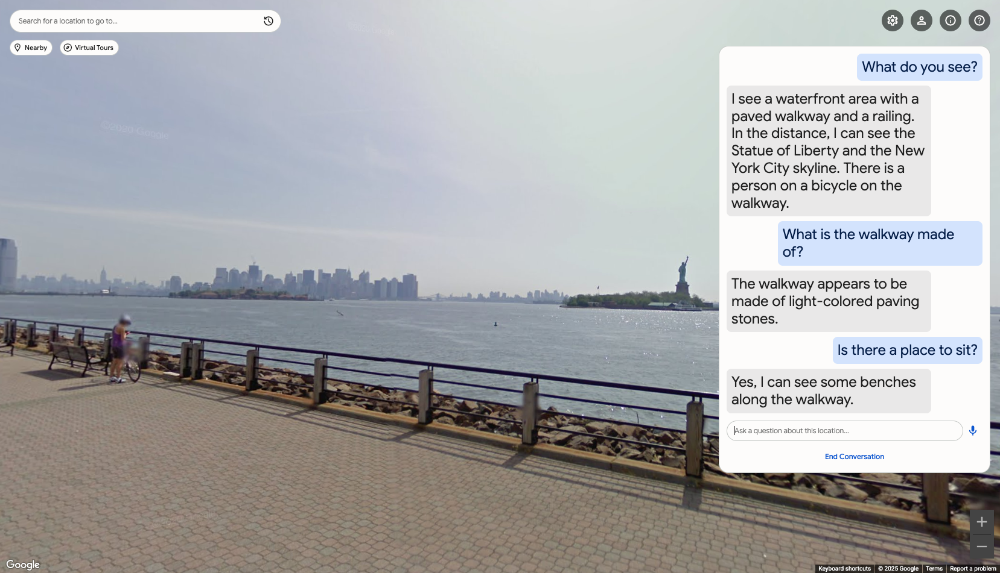 Search for a location to go to...
Nearby
Virtual Tours
©2020 Google
What do you see?
I see a waterfront area with a
paved walkway and a railing.
In the distance, I can see the
Statue of Liberty and the New
York City skyline. There is a
person on a bicycle on the
walkway.
What is the walkway made
of?
The walkway appears to be
made of light-colored paving
stones.
Is there a place to sit?
Yes, I can see some benches
along the walkway.
Ask a question about this location...
End Conversation
Google
Keyboard shortcuts
© 2025 Google
Terms
Report a problem